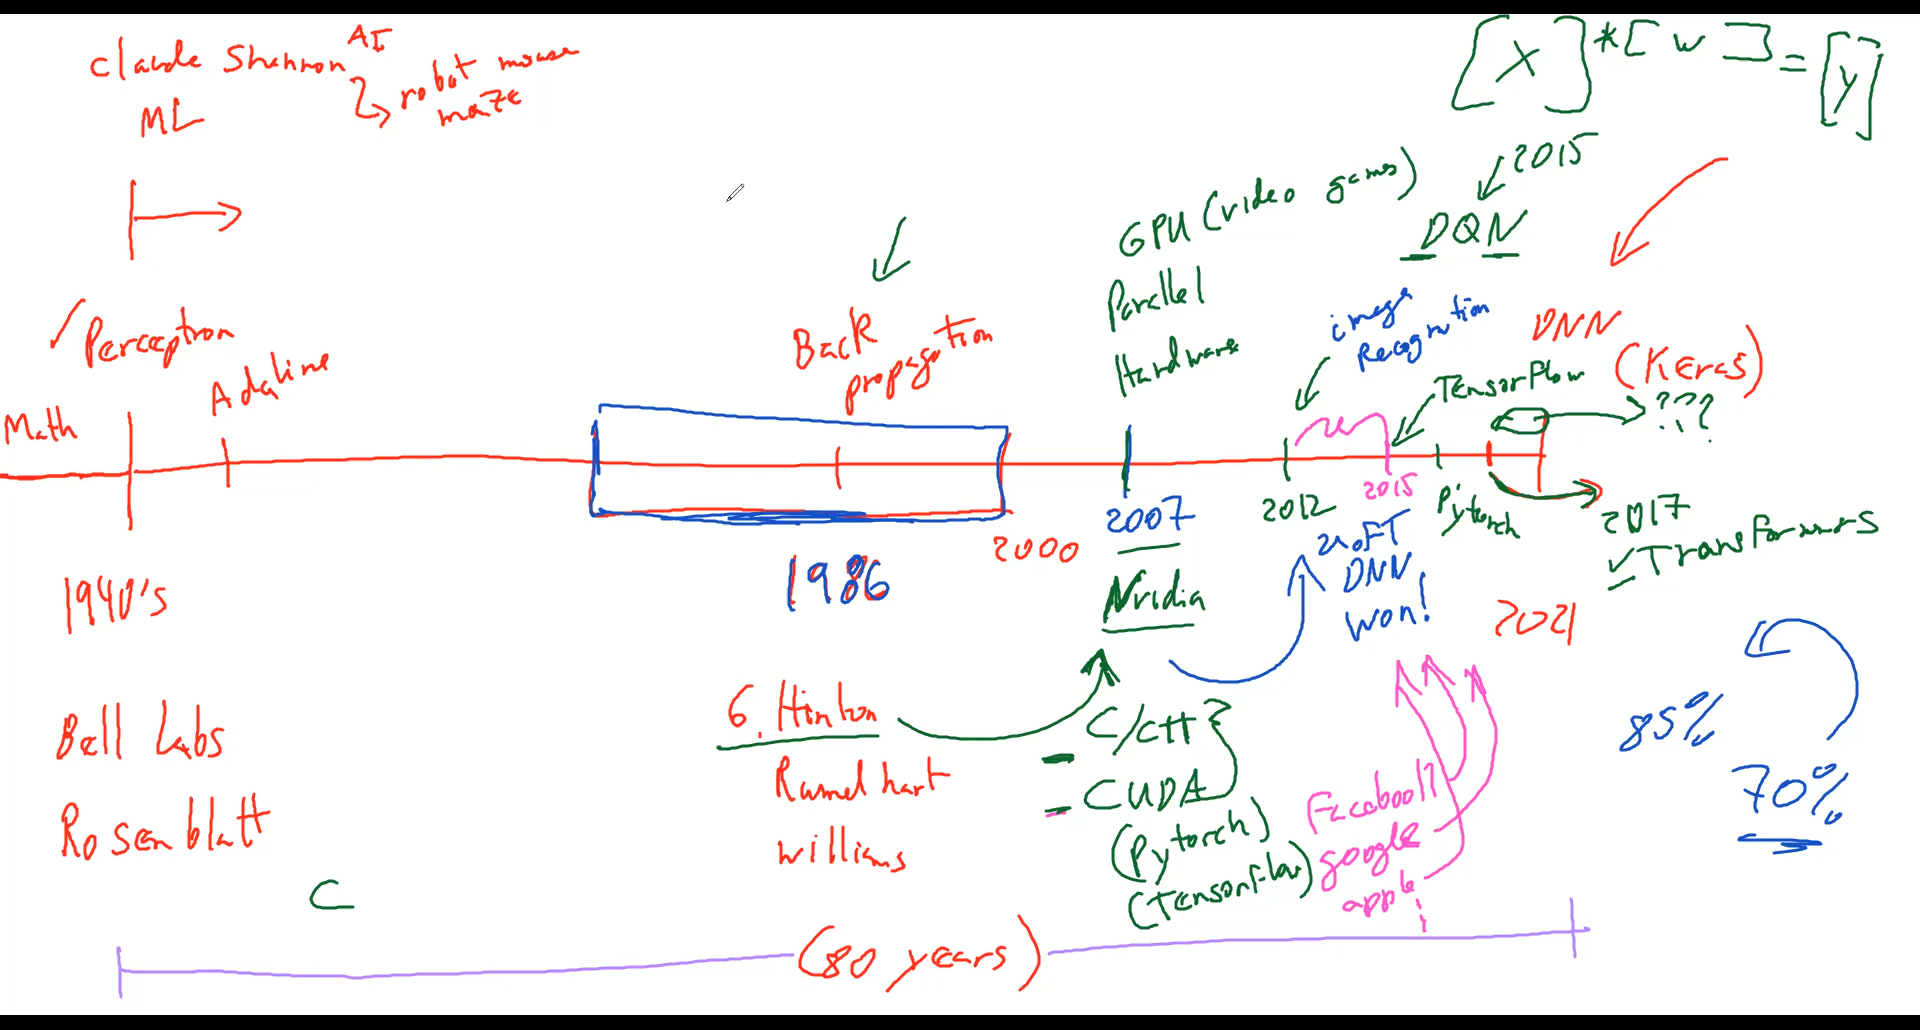 Claude Shannon AI
robot mouse
maze
ML
[X] * [W] = [y]
2015
DQN
GPU (video games)
Parallel
Hardware
image
Recognition
Perceptron
Adaline
Math
Back
propagation
DNN
(Keras)
TensorFlow
???
1940's
1986
2000
2007
Nvidia
2012
2015
Pytorch
2017
Transformers
UofT
DNN
won!
2021
Bell Labs
Rosenblatt
G. Hinton
Rumelhart
Williams
C/C++
CUDA
(Pytorch)
(Tensorflow)
Facebook
google
apple
85%
70%
C
(80 years)